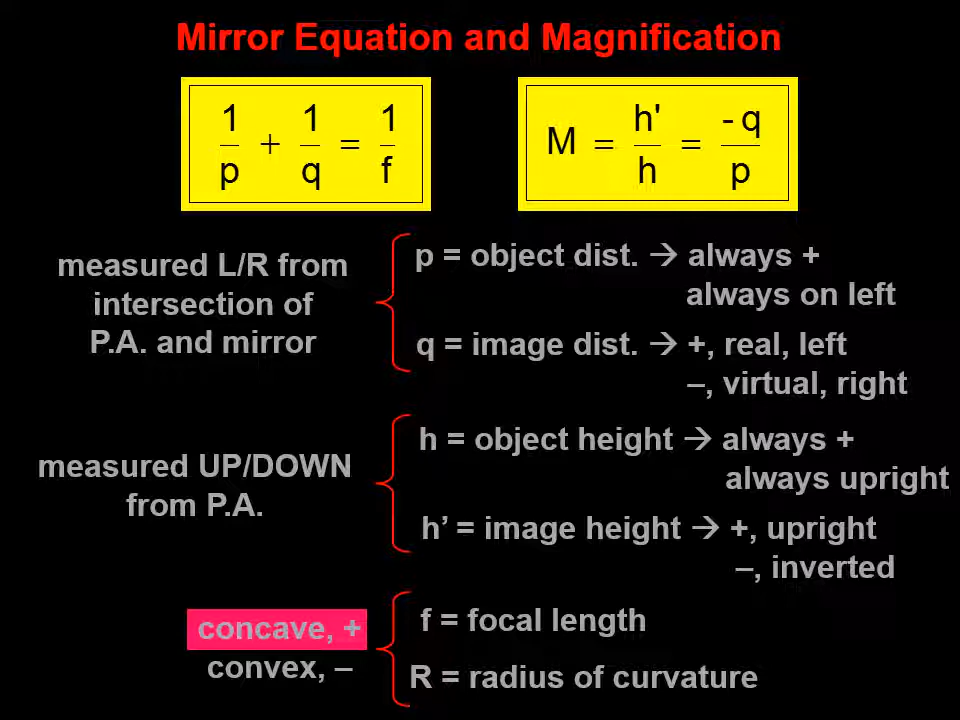 Mirror Equation and Magnification
1/p + 1/q = 1/f
M = h'/h = - q/p
measured L/R from
intersection of
P.A. and mirror
p = object dist. → always +
always on left
q = image dist. → +, real, left
–, virtual, right
measured UP/DOWN
from P.A.
h = object height → always +
always upright
h’ = image height → +, upright
–, inverted
concave, +
convex, –
f = focal length
R = radius of curvature